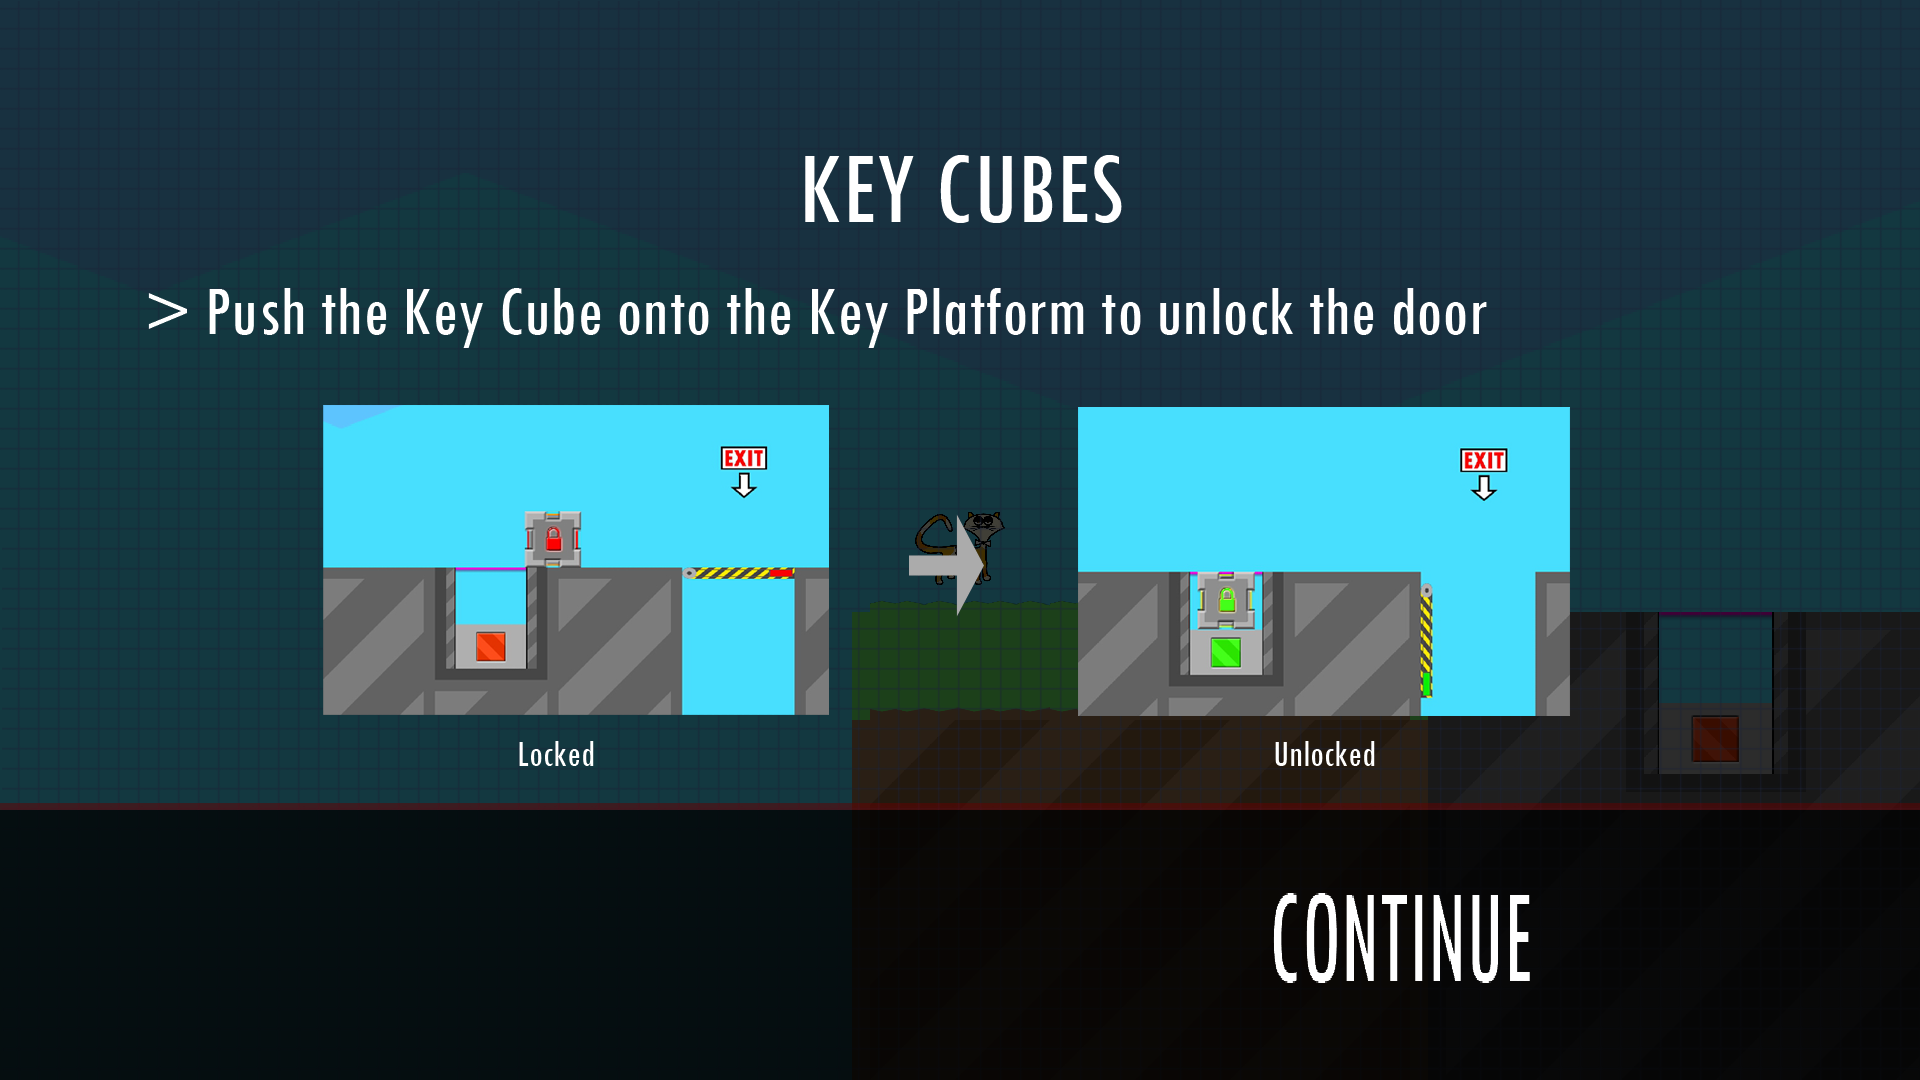 KEY CUBES
> Push the Key Cube onto the Key Platform to unlock the door
EXIT
EXIT
Locked
Unlocked
CONTINUE